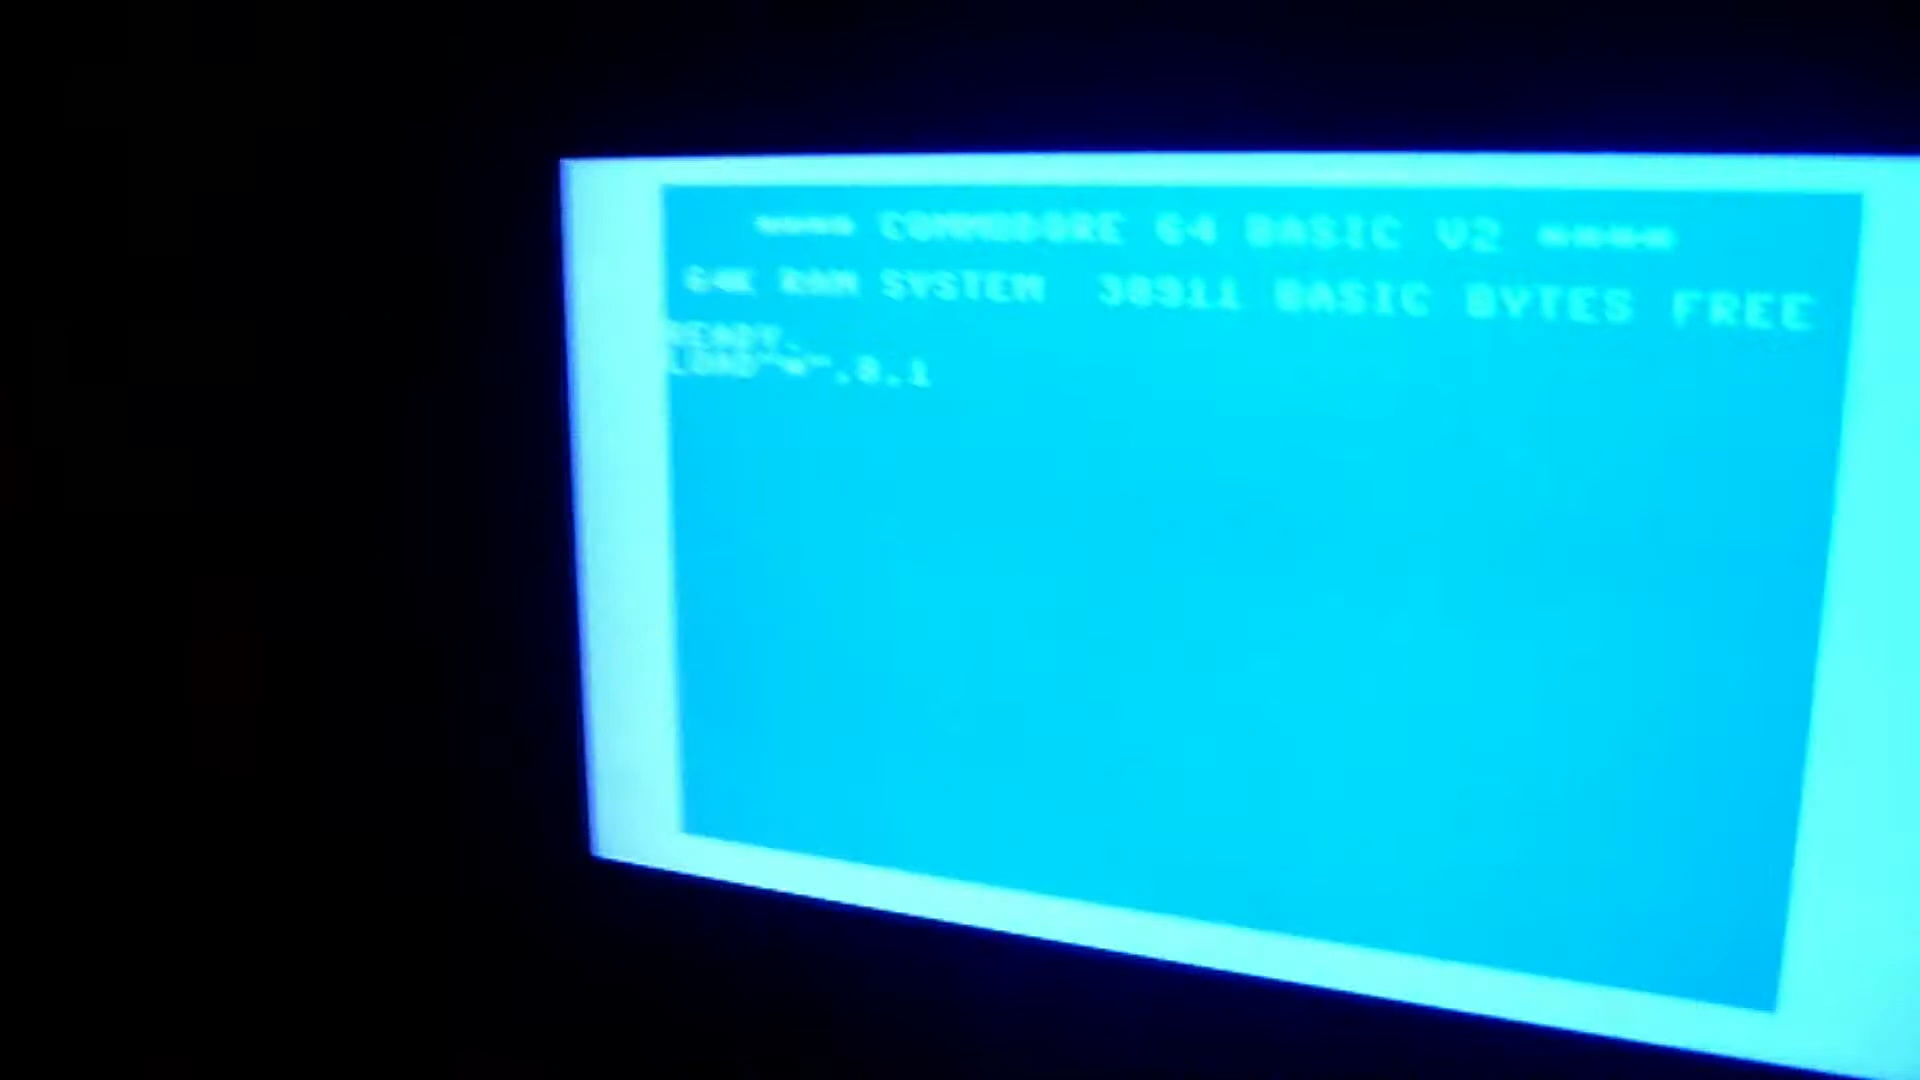 **** COMMODORE 64 BASIC V2 ****
64K RAM SYSTEM 38911 BASIC BYTES FREE
READY.
LOAD"*",8,1